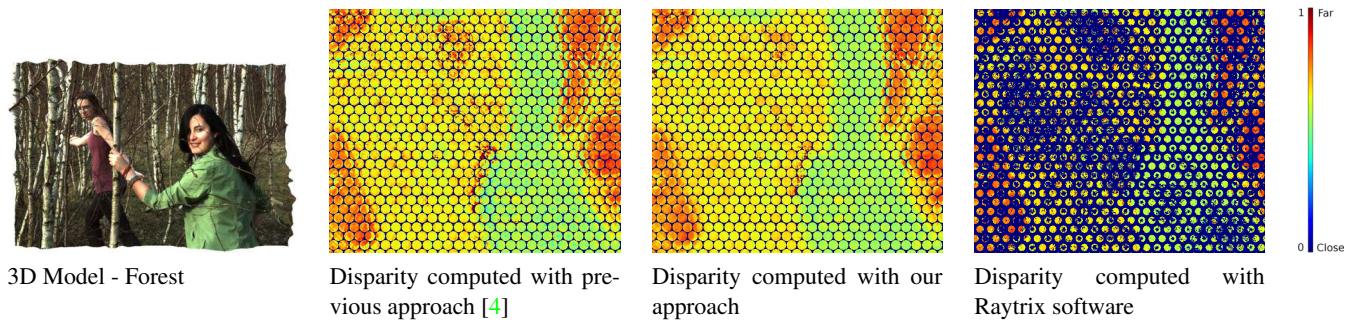 1 Far
0 Close
3D Model - Forest
Disparity computed with pre-
vious approach [4]
Disparity computed with our
approach
Disparity computed with
Raytrix software